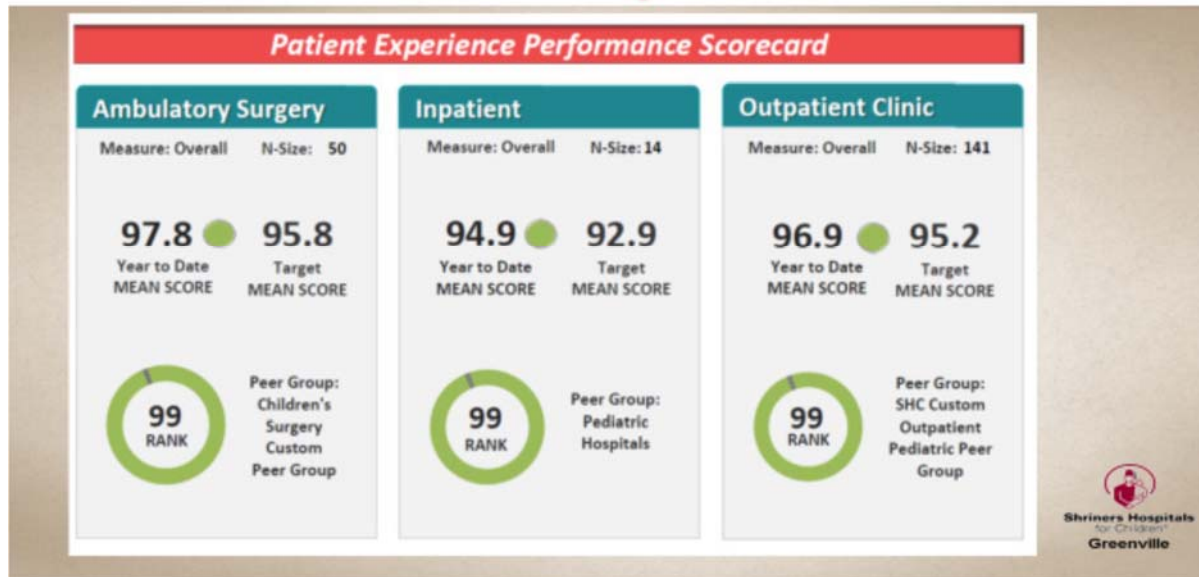 Patient Experience Performance Scorecard
Ambulatory Surgery
Measure: Overall N-Size: 50
97.8 95.8
Year to Date Target
MEAN SCORE MEAN SCORE
99
RANK
Peer Group:
Children's
Surgery
Custom
Peer Group
Inpatient
Measure: Overall N-Size: 14
94.9 92.9
Year to Date Target
MEAN SCORE MEAN SCORE
99
RANK
Peer Group:
Pediatric
Hospitals
Outpatient Clinic
Measure: Overall N-Size: 141
96.9 95.2
Year to Date Target
MEAN SCORE MEAN SCORE
99
RANK
Peer Group:
SHC Custom
Outpatient
Pediatric Peer
Group
Shriners Hospitals
for Children®
Greenville